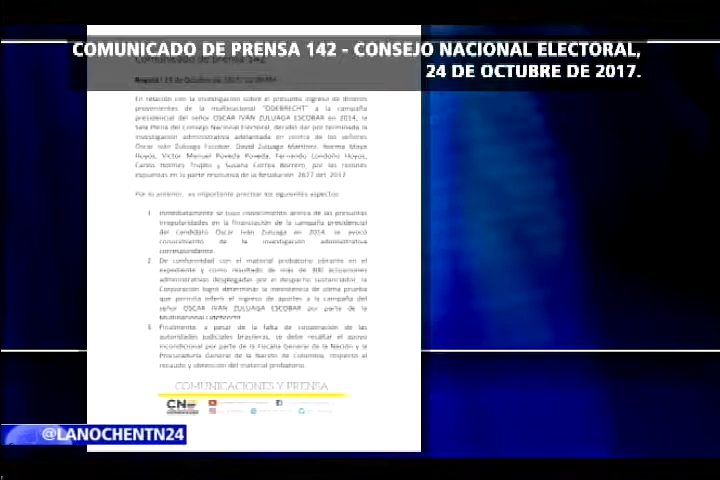 COMUNICADO DE PRENSA 142 - CONSEJO NACIONAL ELECTORAL,
24 DE OCTUBRE DE 2017.
Comunicado de prensa 142
En relación con la investigación sobre el presunto ingreso de dineros
provenientes de la multinacional "ODEBRECHT" a la campaña
presidencial del señor OSCAR IVÁN ZULUAGA ESCOBAR en 2014, la
Sala Plena del Consejo Nacional Electoral, decidió dar por terminada la
investigación administrativa adelantada en contra de los señores
Óscar Iván Zuluaga Escobar, David Zuluaga Martínez, Norma Maya
Hoyos, Víctor Manuel Poveda Poveda, Fernando Londoño Hoyos,
Carlos Holmes Trujillo y Susana Correa Borrero, por las razones
expuestas en la parte resolutiva de la Resolución 2677 del 2017
Por lo anterior, es importante precisar los siguientes aspectos:
1. Inmediatamente se tuvo conocimiento acerca de las presuntas
irregularidades en la financiación de la campaña presidencial
del candidato Oscar Iván Zuluaga en 2014, se avocó
conocimiento de la investigación administrativa
correspondiente.
2. De conformidad con el material probatorio obrante en el
expediente y como resultado de más de 300 actuaciones
administrativas desplegadas por el despacho sustanciador, la
Corporación logró determinar la inexistencia de plena prueba
que permita inferir el ingreso de aportes a la campaña del
señor OSCAR IVÁN ZULUAGA ESCOBAR por parte de la
Multinacional Odebrecht.
3. Finalmente, a pesar de la falta de cooperación de las
autoridades judiciales brasileras, se debe resaltar el apoyo
incondicional por parte de la Fiscalía General de la Nación y la
Procuraduría General de la Nación de Colombia, respecto al
recaudo y obtención del material probatorio.
COMUNICACIONES Y PRENSA
CNE
@LANOCHENTN24